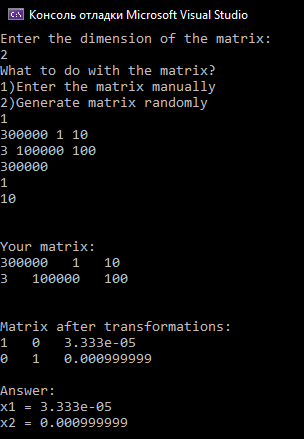 Консоль отладки Microsoft Visual Studio
Enter the dimension of the matrix:
2
What to do with the matrix?
1)Enter the matrix manually
2)Generate matrix randomly
1
300000 1 10
3 100000 100
300000
1
10
Your matrix:
300000 1 10
3 100000 100
Matrix after transformations:
1 0 3.333e-05
0 1 0.000999999
Answer:
x1 = 3.333e-05
x2 = 0.000999999